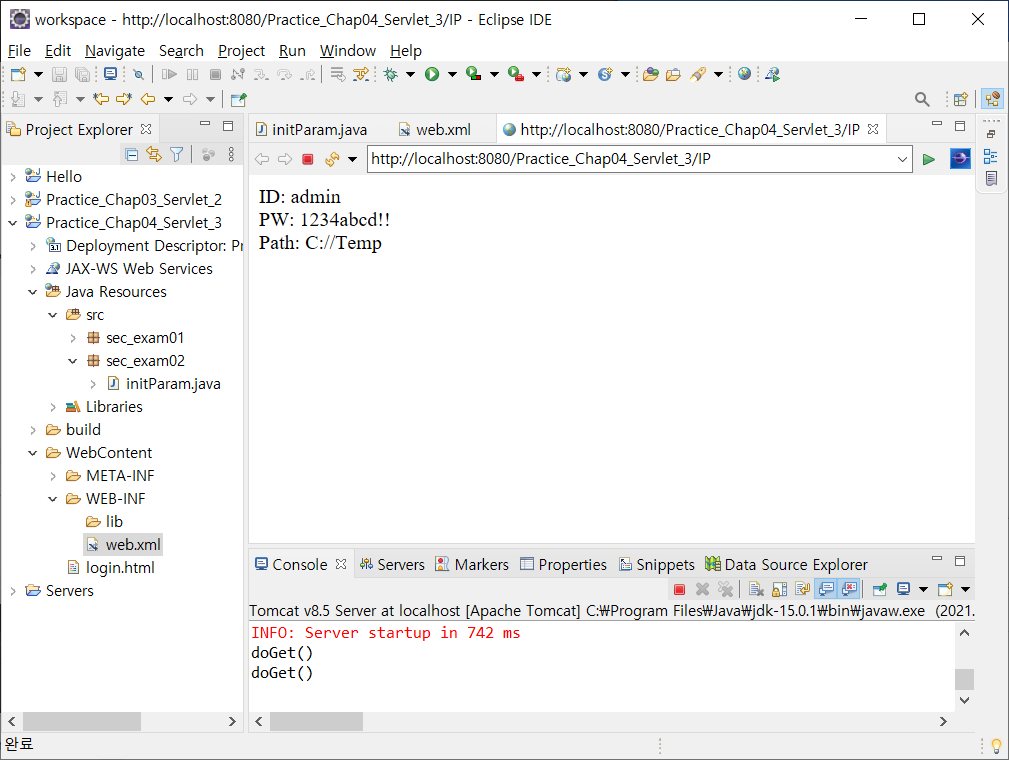 workspace - http://localhost:8080/Practice_Chap04_Servlet_3/IP - Eclipse IDE
File Edit Navigate Search Project Run Window Help
Project Explorer
Hello
Practice_Chap03_Servlet_2
Practice_Chap04_Servlet_3
Deployment Descriptor: Pr
JAX-WS Web Services
Java Resources
src
sec_exam01
sec_exam02
initParam.java
Libraries
build
WebContent
META-INF
WEB-INF
lib
web.xml
login.html
Servers
initParam.java web.xml http://localhost:8080/Practice_Chap04_Servlet_3/IP
http://localhost:8080/Practice_Chap04_Servlet_3/IP
ID: admin
PW: 1234abcd!!
Path: C://Temp
Console Servers Markers Properties Snippets Data Source Explorer
Tomcat v8.5 Server at localhost [Apache Tomcat] C:₩Program Files₩Java₩jdk-15.0.1₩bin₩javaw.exe (2021.
INFO: Server startup in 742 ms
doGet()
doGet()
완료